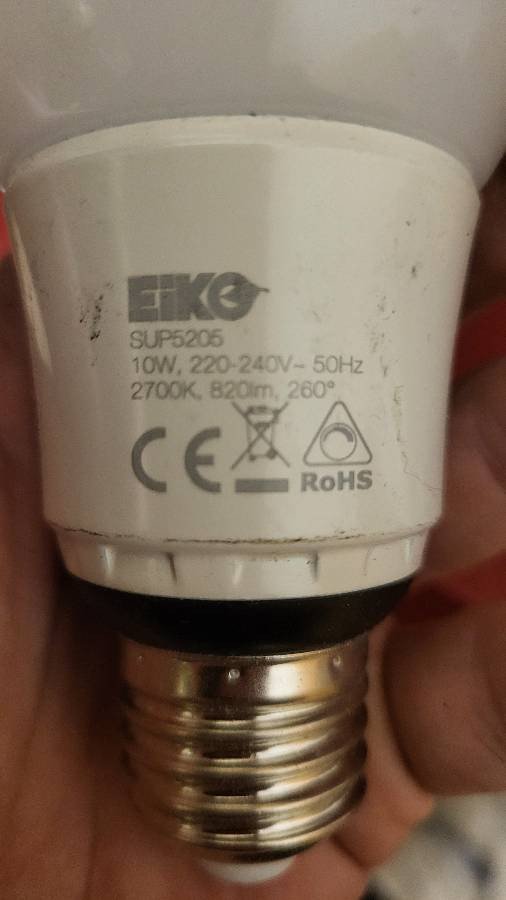 EiKO
SUP5205
10W, 220-240V~ 50Hz
2700K, 820lm, 260°
CE
RoHS